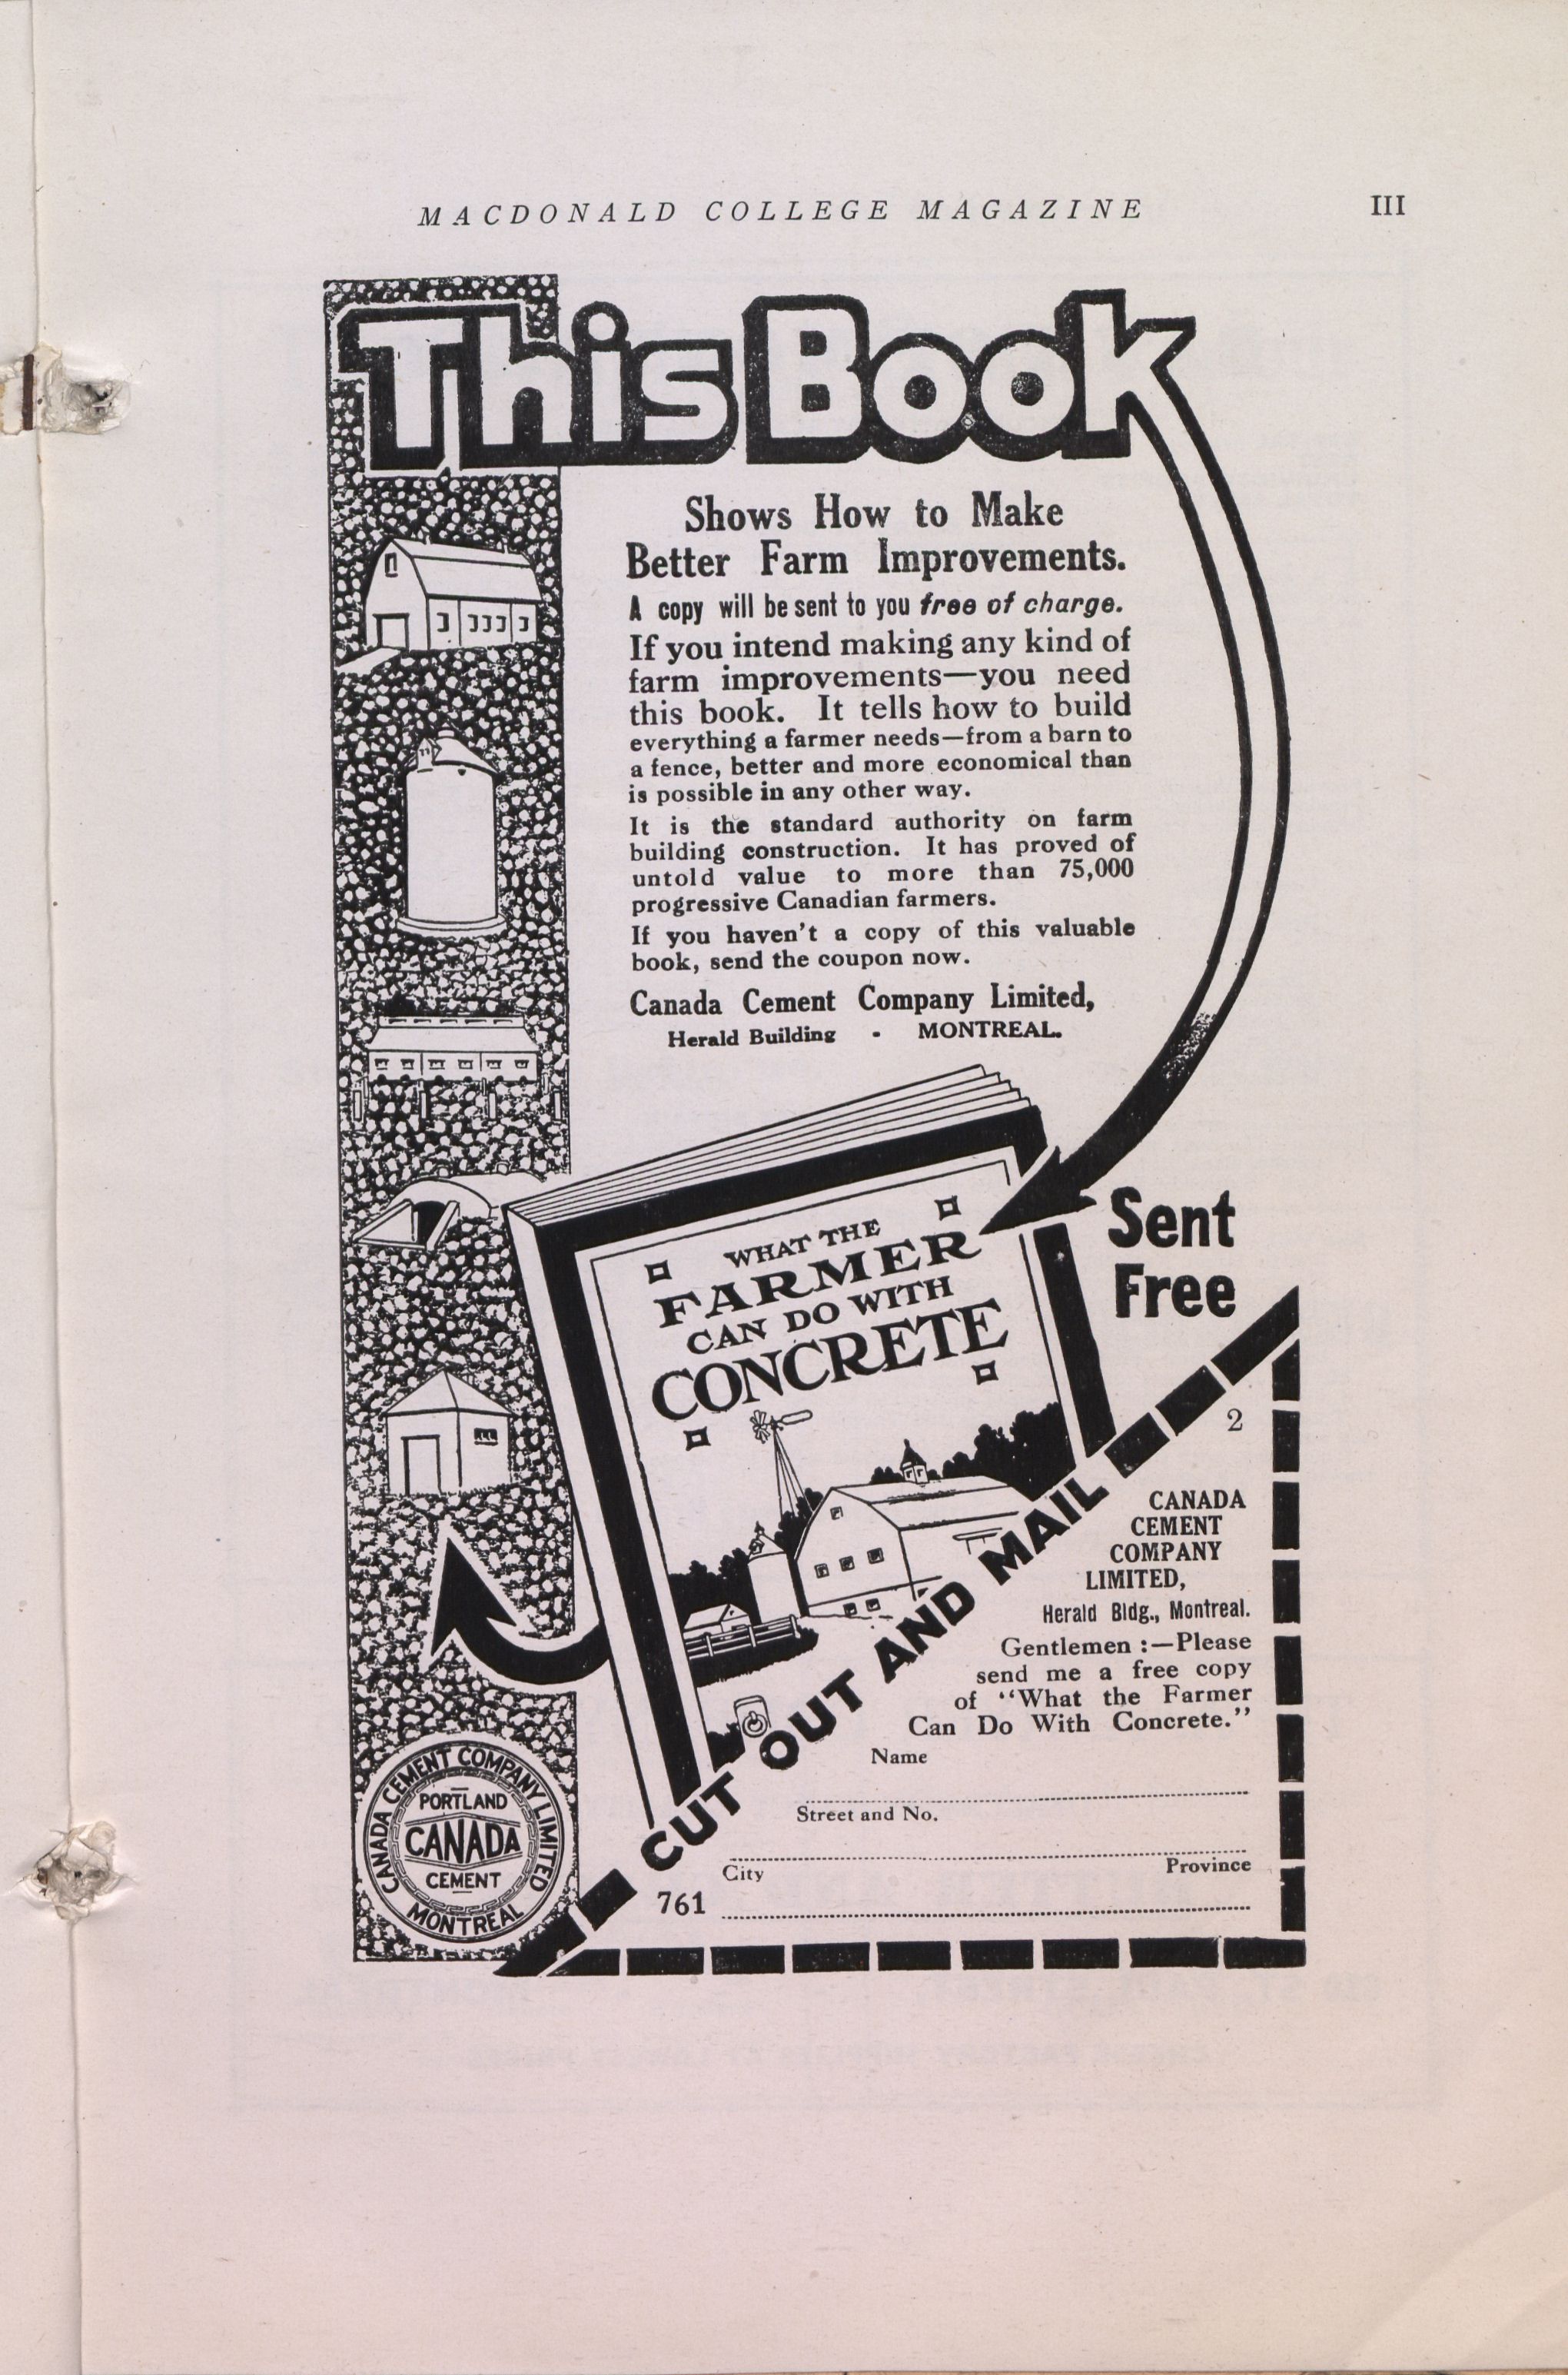 MACDONALD COLLEGE MAGAZINE III
This Book
Shows How to Make
Better Farm Improvements.
A copy will be sent to you free of charge.
If you intend making any kind of
farm improvements—you need
this book. It tells how to build
everything a farmer needs—from a barn to
a fence, better and more economical than
is possible in any other way.
It is the standard authority on farm
building construction. It has proved of
untold value to more than 75,000
progressive Canadian farmers.
If you haven't a copy of this valuable
book, send the coupon now.
Canada Cement Company Limited,
Herald Building - MONTREAL.
WHAT THE
FARMER
CAN DO WITH
CONCRETE
Sent
Free
CUT OUT AND MAIL
2
CANADA
CEMENT
COMPANY
LIMITED,
Herald Bldg., Montreal.
Gentlemen :—Please
send me a free copy
of “What the Farmer
Can Do With Concrete.”
Name
Street and No.
City Province
761
CANADA CEMENT COMPANY LIMITED
PORTLAND
CANADA
CEMENT
MONTREAL